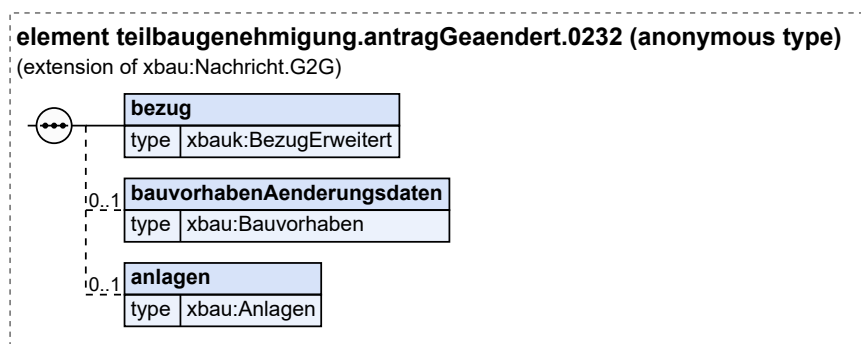 element teilbaugenehmigung.antragGeaendert.0232 (anonymous type)
(extension of xbau:Nachricht.G2G)
bezug
type xbauk:BezugErweitert
0..1 bauvorhabenAenderungsdaten
type xbau:Bauvorhaben
0..1 anlagen
type xbau:Anlagen